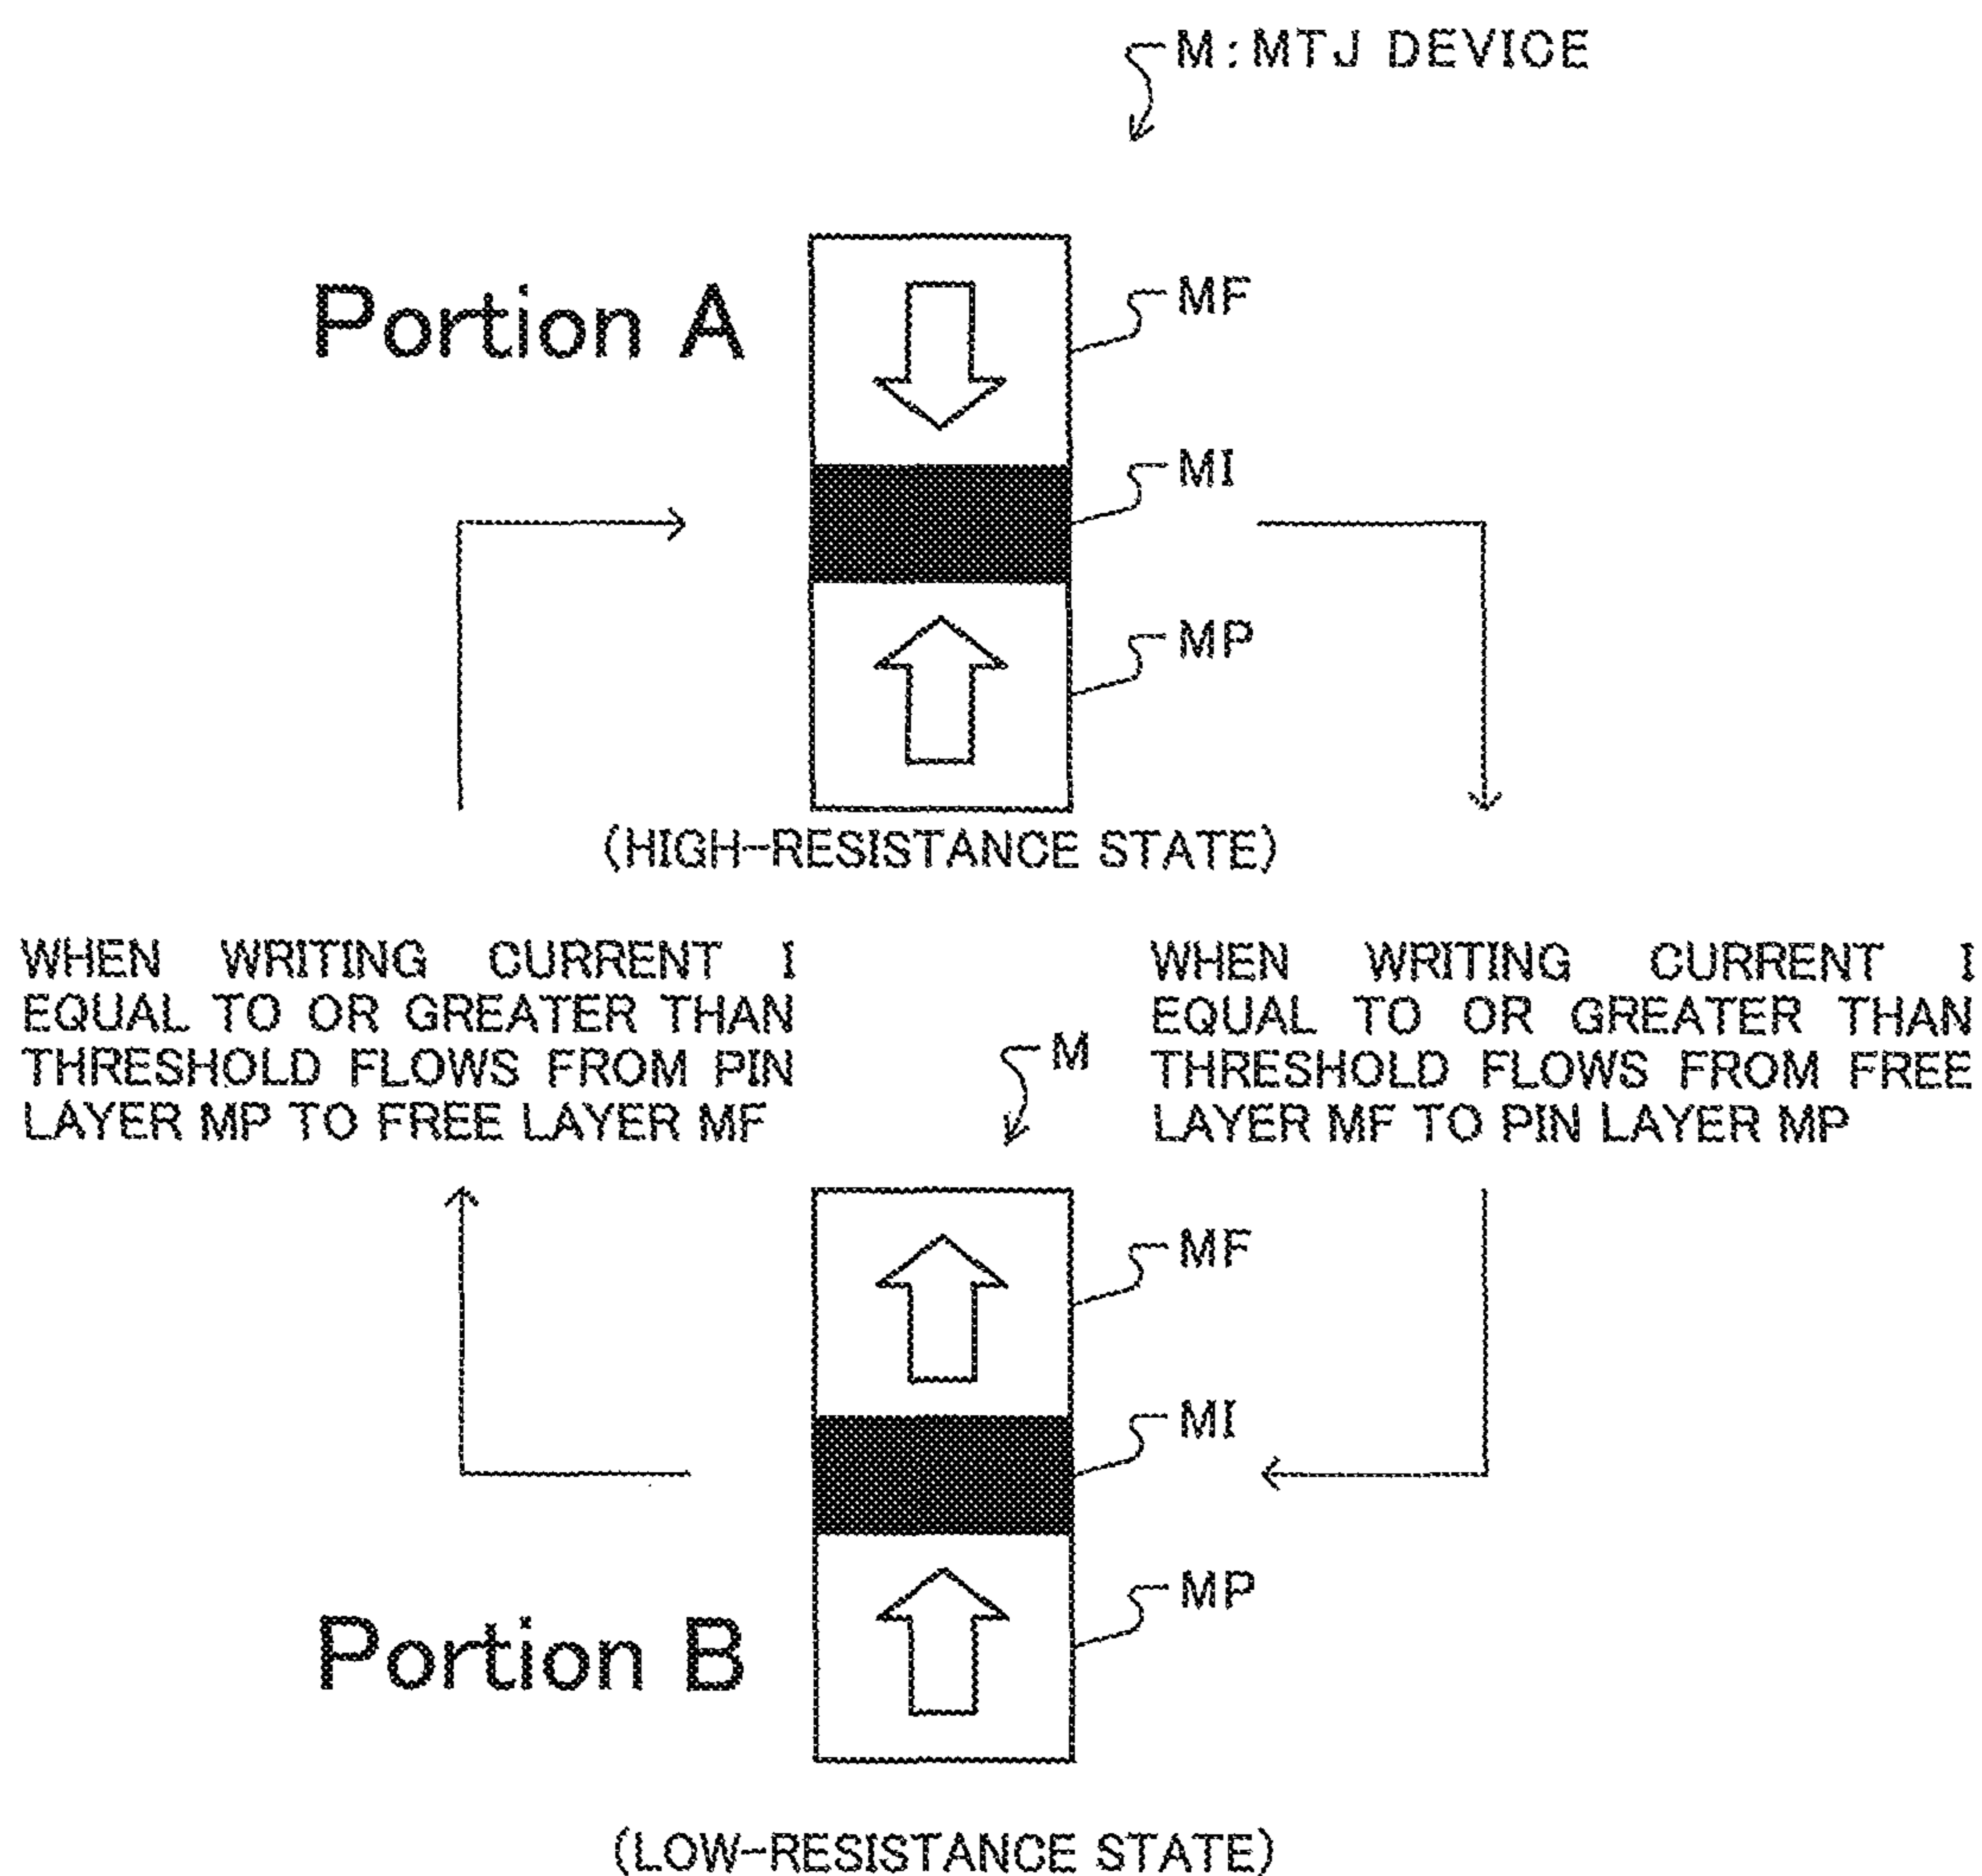 M:MTJ DEVICE
Portion A
MF
MI
MP
(HIGH-RESISTANCE STATE)
WHEN WRITING CURRENT I
EQUAL TO OR GREATER THAN
THRESHOLD FLOWS FROM PIN
LAYER MP TO FREE LAYER MF
WHEN WRITING CURRENT I
EQUAL TO OR GREATER THAN
THRESHOLD FLOWS FROM FREE
LAYER MF TO PIN LAYER MP
M
MF
MI
MP
Portion B
(LOW-RESISTANCE STATE)